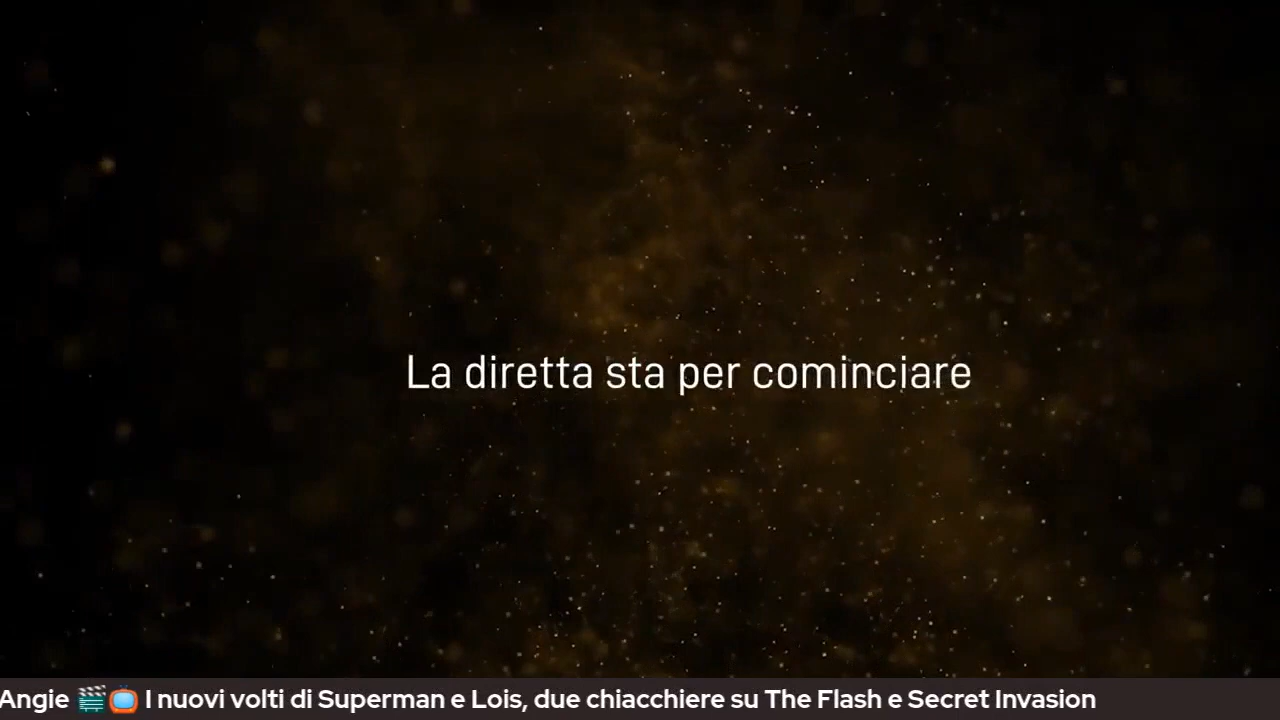 La diretta sta per cominciare
Angie 🎬📺 I nuovi volti di Superman e Lois, due chiacchiere su The Flash e Secret Invasion